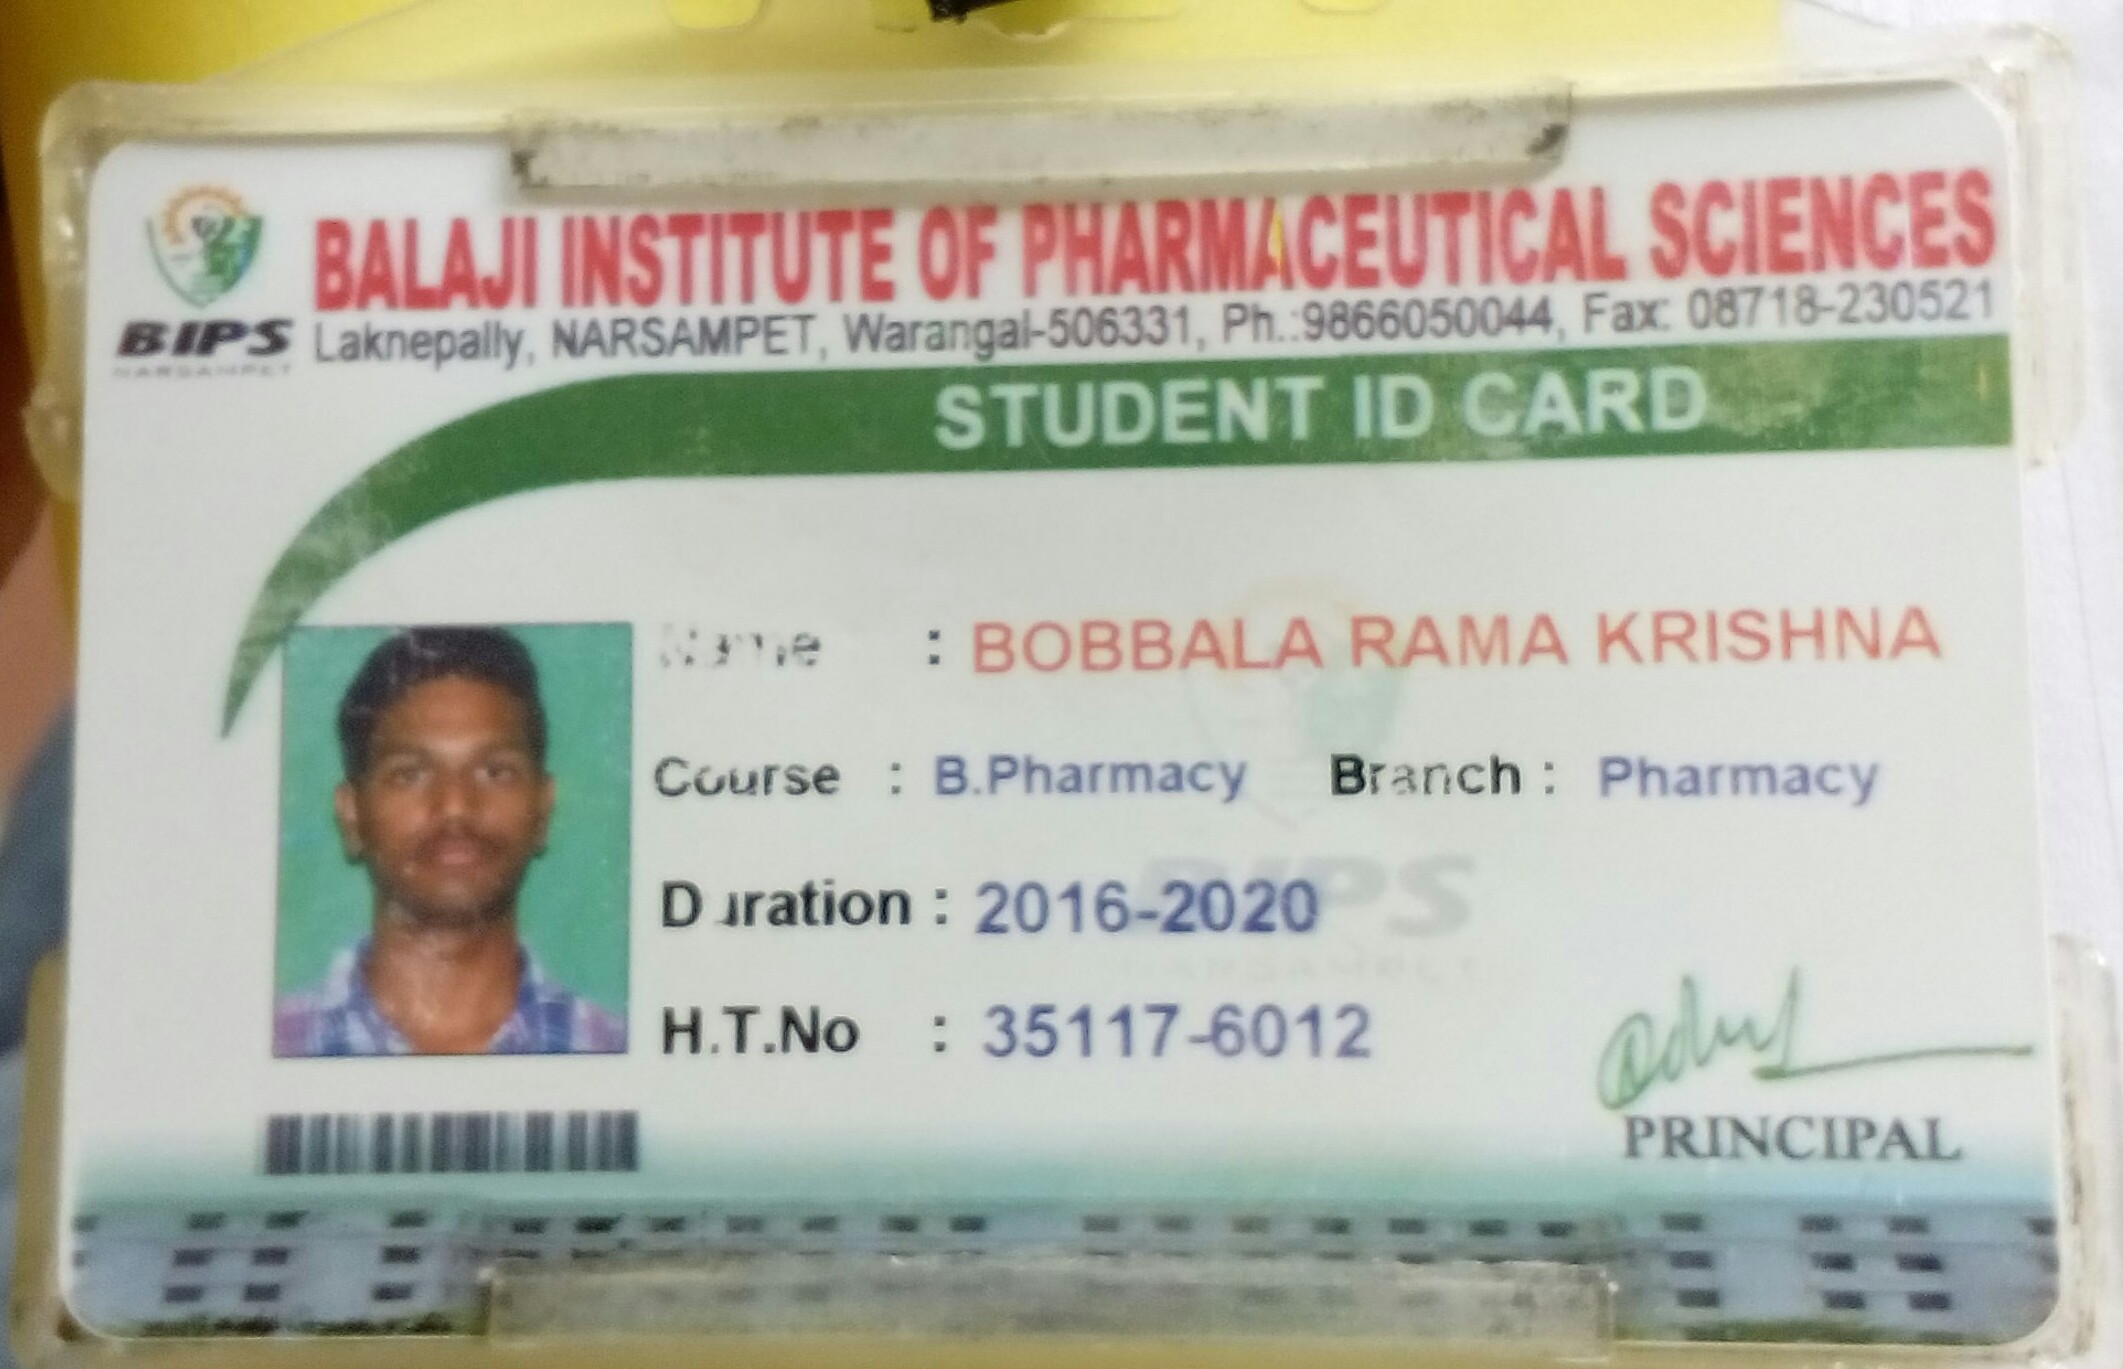 BALAJI INSTITUTE OF PHARMACEUTICAL SCIENCES
BIPS
NARSAMPET
Laknepally, NARSAMPET, Warangal-506331, Ph.:9866050044, Fax: 08718-230521
STUDENT ID CARD
Name : BOBBALA RAMA KRISHNA
Course : B.Pharmacy Branch : Pharmacy
Duration : 2016-2020
BIPS
NARSAMPET
H.T.No : 35117-6012
PRINCIPAL